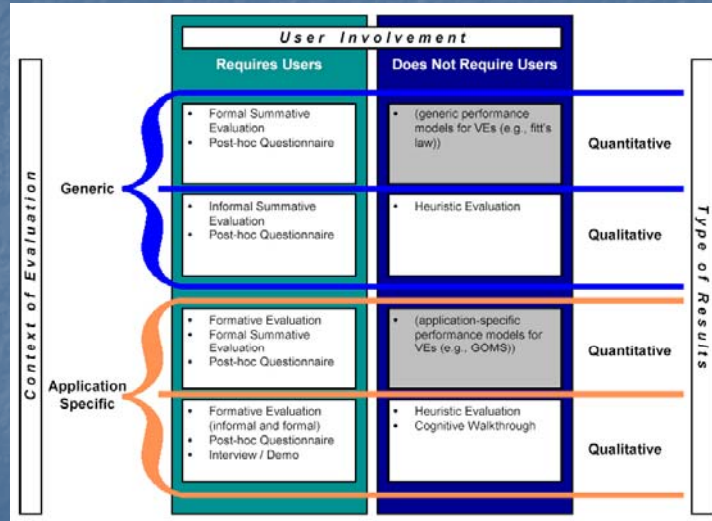 User Involvement
Requires Users
Does Not Require Users
Context of Evaluation
Type of Results
Generic
• Formal Summative
Evaluation
• Post-hoc Questionnaire
• (generic performance
models for VEs (e.g., fitt's
law))
Quantitative
• Informal Summative
Evaluation
• Post-hoc Questionnaire
• Heuristic Evaluation
Qualitative
Application
Specific
• Formative Evaluation
• Formal Summative
Evaluation
• Post-hoc Questionnaire
• (application-specific
performance models for
VEs (e.g., GOMS))
Quantitative
• Formative Evaluation
(informal and formal)
• Post-hoc Questionnaire
• Interview / Demo
• Heuristic Evaluation
• Cognitive Walkthrough
Qualitative